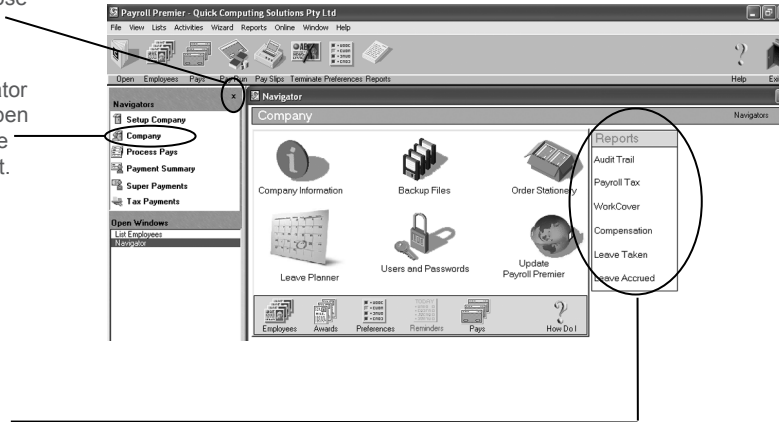 ose
ator
pen
e
t.
Payroll Premier - Quick Computing Solutions Pty Ltd
File View Lists Activities Wizard Reports Online Window Help
Open Employees Pays Pay Run Pay Slips Terminate Preferences Reports Help Exi
Navigators x
Setup Company
Company
Process Pays
Payment Summary
Super Payments
Tax Payments
Open Windows
List Employees
Navigator
Navigator
Company Navigators
Company Information Backup Files Order Stationery
Leave Planner Users and Passwords Update
Payroll Premier
Reports
Audit Trail
Payroll Tax
WorkCover
Compensation
Leave Taken
Leave Accrued
Employees Awards Preferences Reminders Pays How Do I